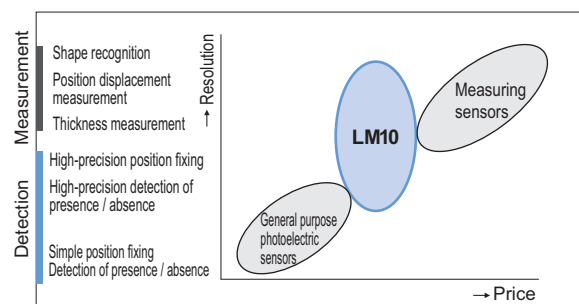 Measurement
Shape recognition
Position displacement
measurement
Thickness measurement
Detection
High-precision position fixing
High-precision detection of
presence / absence
Simple position fixing
Detection of presence / absence
→ Resolution
LM10
Measuring
sensors
General purpose
photoelectric
sensors
→ Price